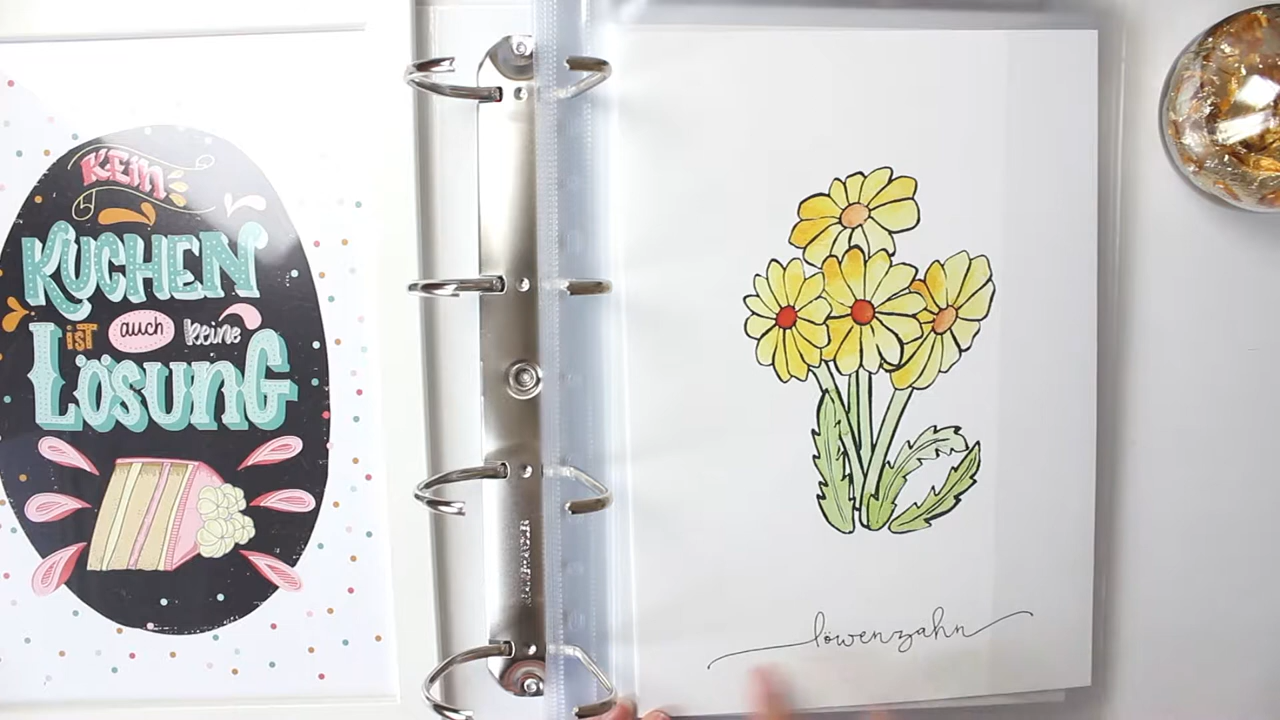 Kein
Kuchen
ist auch keine
Lösung
löwenzahn